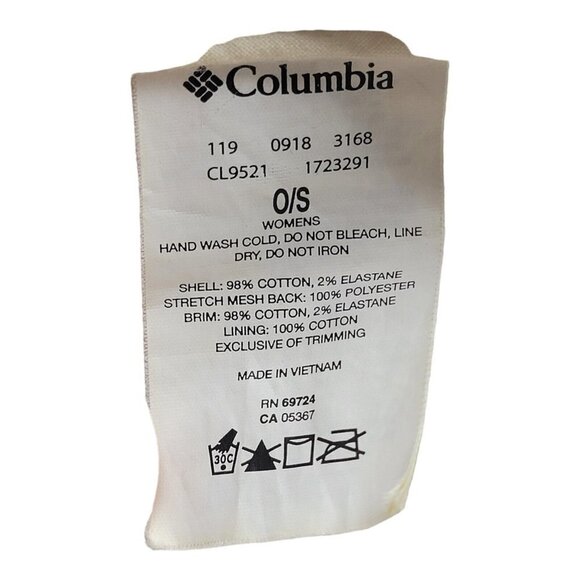 Columbia
119 0918 3168
CL9521 1723291
O/S
WOMENS
HAND WASH COLD, DO NOT BLEACH, LINE
DRY, DO NOT IRON
SHELL: 98% COTTON, 2% ELASTANE
STRETCH MESH BACK: 100% POLYESTER
BRIM: 98% COTTON, 2% ELASTANE
LINING: 100% COTTON
EXCLUSIVE OF TRIMMING
MADE IN VIETNAM
RN 69724
CA 05367
30C